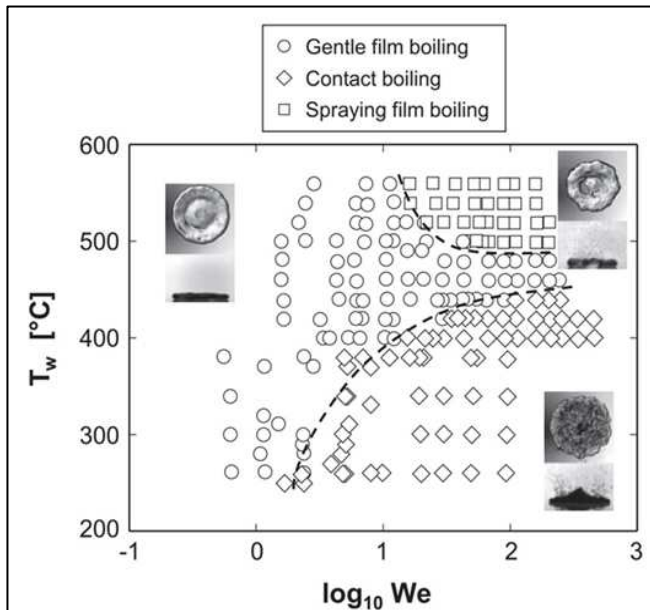 Gentle film boiling
Contact boiling
Spraying film boiling
600
500
400
300
200
T_w [°C]
-1 0 1 2 3
log₁₀ We